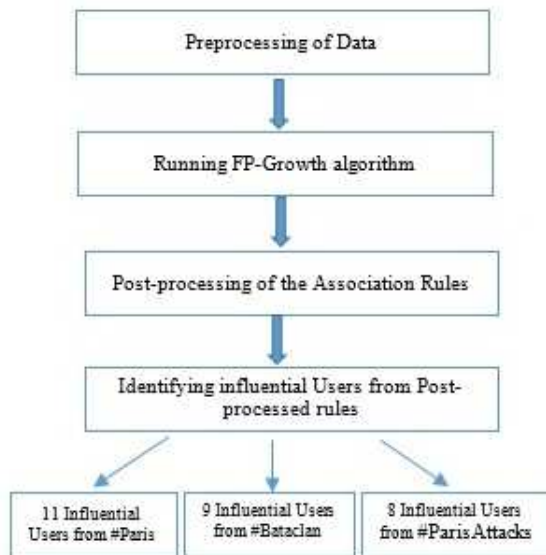 Preprocessing of Data
Running FP-Growth algorithm
Post-processing of the Association Rules
Identifying influential Users from Post-
processed rules
11 Influential
Users from #Paris
9 Influential Users
from #Bataclan
8 Influential Users
from #ParisAttacks